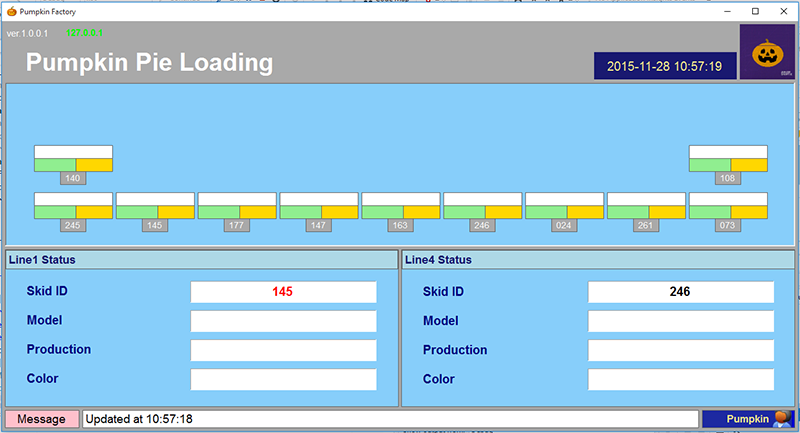 Pumpkin Factory
ver.1.0.0.1 127.0.0.1
Pumpkin Pie Loading
2015-11-28 10:57:19
140 108
245 145 177 147 163 246 024 261 073
Line1 Status
Skid ID 145
Model
Production
Color
Line4 Status
Skid ID 246
Model
Production
Color
Message Updated at 10:57:18
Pumpkin